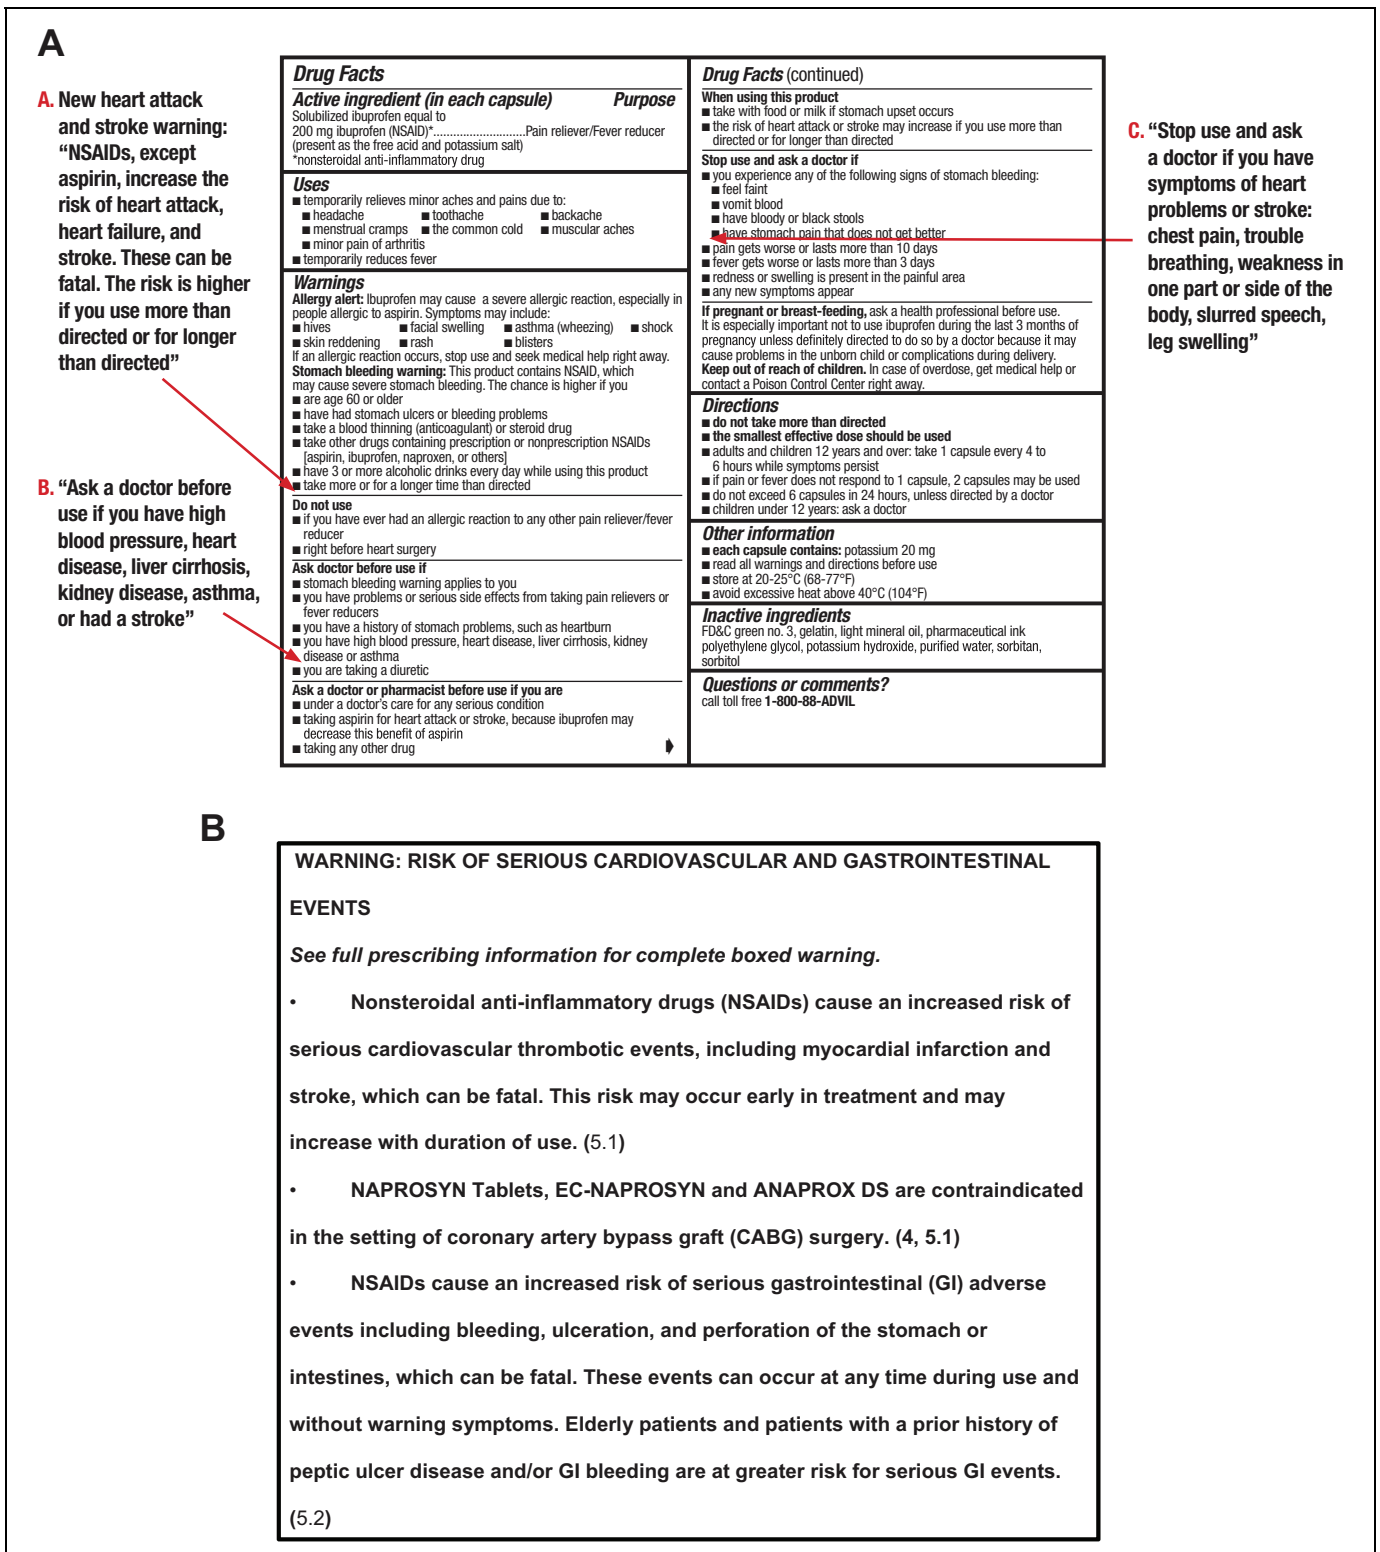 A
A. New heart attack
and stroke warning:
“NSAIDs, except
aspirin, increase the
risk of heart attack,
heart failure, and
stroke. These can be
fatal. The risk is higher
if you use more than
directed or for longer
than directed”
B. “Ask a doctor before
use if you have high
blood pressure, heart
disease, liver cirrhosis,
kidney disease, asthma,
or had a stroke”
Drug Facts
Active ingredient (in each capsule) Purpose
Solubilized ibuprofen equal to
200 mg ibuprofen (NSAID)*............................Pain reliever/Fever reducer
(present as the free acid and potassium salt)
*nonsteroidal anti-inflammatory drug
Uses
■ temporarily relieves minor aches and pains due to:
■ headache ■ toothache ■ backache
■ menstrual cramps ■ the common cold ■ muscular aches
■ minor pain of arthritis
■ temporarily reduces fever
Warnings
Allergy alert: Ibuprofen may cause a severe allergic reaction, especially in
people allergic to aspirin. Symptoms may include:
■ hives ■ facial swelling ■ asthma (wheezing) ■ shock
■ skin reddening ■ rash ■ blisters
If an allergic reaction occurs, stop use and seek medical help right away.
Stomach bleeding warning: This product contains NSAID, which
may cause severe stomach bleeding. The chance is higher if you
■ are age 60 or older
■ have had stomach ulcers or bleeding problems
■ take a blood thinning (anticoagulant) or steroid drug
■ take other drugs containing prescription or nonprescription NSAIDs
[aspirin, ibuprofen, naproxen, or others]
■ have 3 or more alcoholic drinks every day while using this product
■ take more or for a longer time than directed
Do not use
■ if you have ever had an allergic reaction to any other pain reliever/fever
reducer
■ right before heart surgery
Ask doctor before use if
■ stomach bleeding warning applies to you
■ you have problems or serious side effects from taking pain relievers or
fever reducers
■ you have a history of stomach problems, such as heartburn
■ you have high blood pressure, heart disease, liver cirrhosis, kidney
disease or asthma
■ you are taking a diuretic
Ask a doctor or pharmacist before use if you are
■ under a doctor’s care for any serious condition
■ taking aspirin for heart attack or stroke, because ibuprofen may
decrease this benefit of aspirin
■ taking any other drug
Drug Facts (continued)
When using this product
■ take with food or milk if stomach upset occurs
■ the risk of heart attack or stroke may increase if you use more than
directed or for longer than directed
Stop use and ask a doctor if
■ you experience any of the following signs of stomach bleeding:
■ feel faint
■ vomit blood
■ have bloody or black stools
■ have stomach pain that does not get better
■ pain gets worse or lasts more than 10 days
■ fever gets worse or lasts more than 3 days
■ redness or swelling is present in the painful area
■ any new symptoms appear
If pregnant or breast-feeding, ask a health professional before use.
It is especially important not to use ibuprofen during the last 3 months of
pregnancy unless definitely directed to do so by a doctor because it may
cause problems in the unborn child or complications during delivery.
Keep out of reach of children. In case of overdose, get medical help or
contact a Poison Control Center right away.
Directions
■ do not take more than directed
■ the smallest effective dose should be used
■ adults and children 12 years and over: take 1 capsule every 4 to
6 hours while symptoms persist
■ if pain or fever does not respond to 1 capsule, 2 capsules may be used
■ do not exceed 6 capsules in 24 hours, unless directed by a doctor
■ children under 12 years: ask a doctor
Other information
■ each capsule contains: potassium 20 mg
■ read all warnings and directions before use
■ store at 20-25°C (68-77°F)
■ avoid excessive heat above 40°C (104°F)
Inactive ingredients
FD&C green no. 3, gelatin, light mineral oil, pharmaceutical ink
polyethylene glycol, potassium hydroxide, purified water, sorbitan,
sorbitol
Questions or comments?
call toll free 1-800-88-ADVIL
C. “Stop use and ask
a doctor if you have
symptoms of heart
problems or stroke:
chest pain, trouble
breathing, weakness in
one part or side of the
body, slurred speech,
leg swelling”
B
WARNING: RISK OF SERIOUS CARDIOVASCULAR AND GASTROINTESTINAL
EVENTS
See full prescribing information for complete boxed warning.
• Nonsteroidal anti-inflammatory drugs (NSAIDs) cause an increased risk of
serious cardiovascular thrombotic events, including myocardial infarction and
stroke, which can be fatal. This risk may occur early in treatment and may
increase with duration of use. (5.1)
• NAPROSYN Tablets, EC-NAPROSYN and ANAPROX DS are contraindicated
in the setting of coronary artery bypass graft (CABG) surgery. (4, 5.1)
• NSAIDs cause an increased risk of serious gastrointestinal (GI) adverse
events including bleeding, ulceration, and perforation of the stomach or
intestines, which can be fatal. These events can occur at any time during use and
without warning symptoms. Elderly patients and patients with a prior history of
peptic ulcer disease and/or GI bleeding are at greater risk for serious GI events.
(5.2)